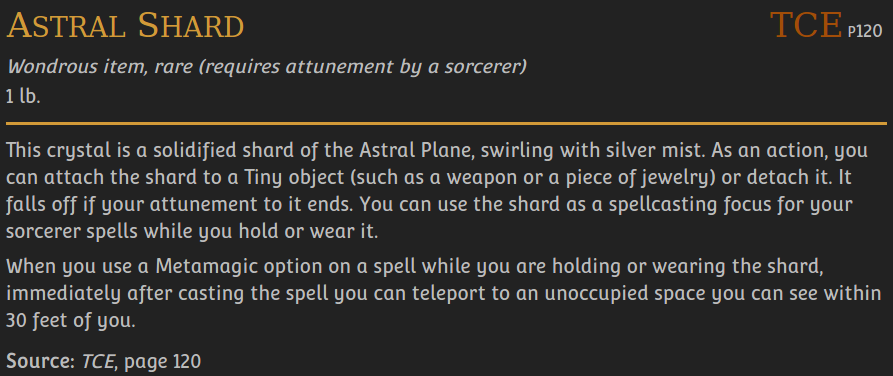 Astral Shard TCE P120
Wondrous item, rare (requires attunement by a sorcerer)
1 lb.
This crystal is a solidified shard of the Astral Plane, swirling with silver mist. As an action, you
can attach the shard to a Tiny object (such as a weapon or a piece of jewelry) or detach it. It
falls off if your attunement to it ends. You can use the shard as a spellcasting focus for your
sorcerer spells while you hold or wear it.
When you use a Metamagic option on a spell while you are holding or wearing the shard,
immediately after casting the spell you can teleport to an unoccupied space you can see within
30 feet of you.
Source: TCE, page 120